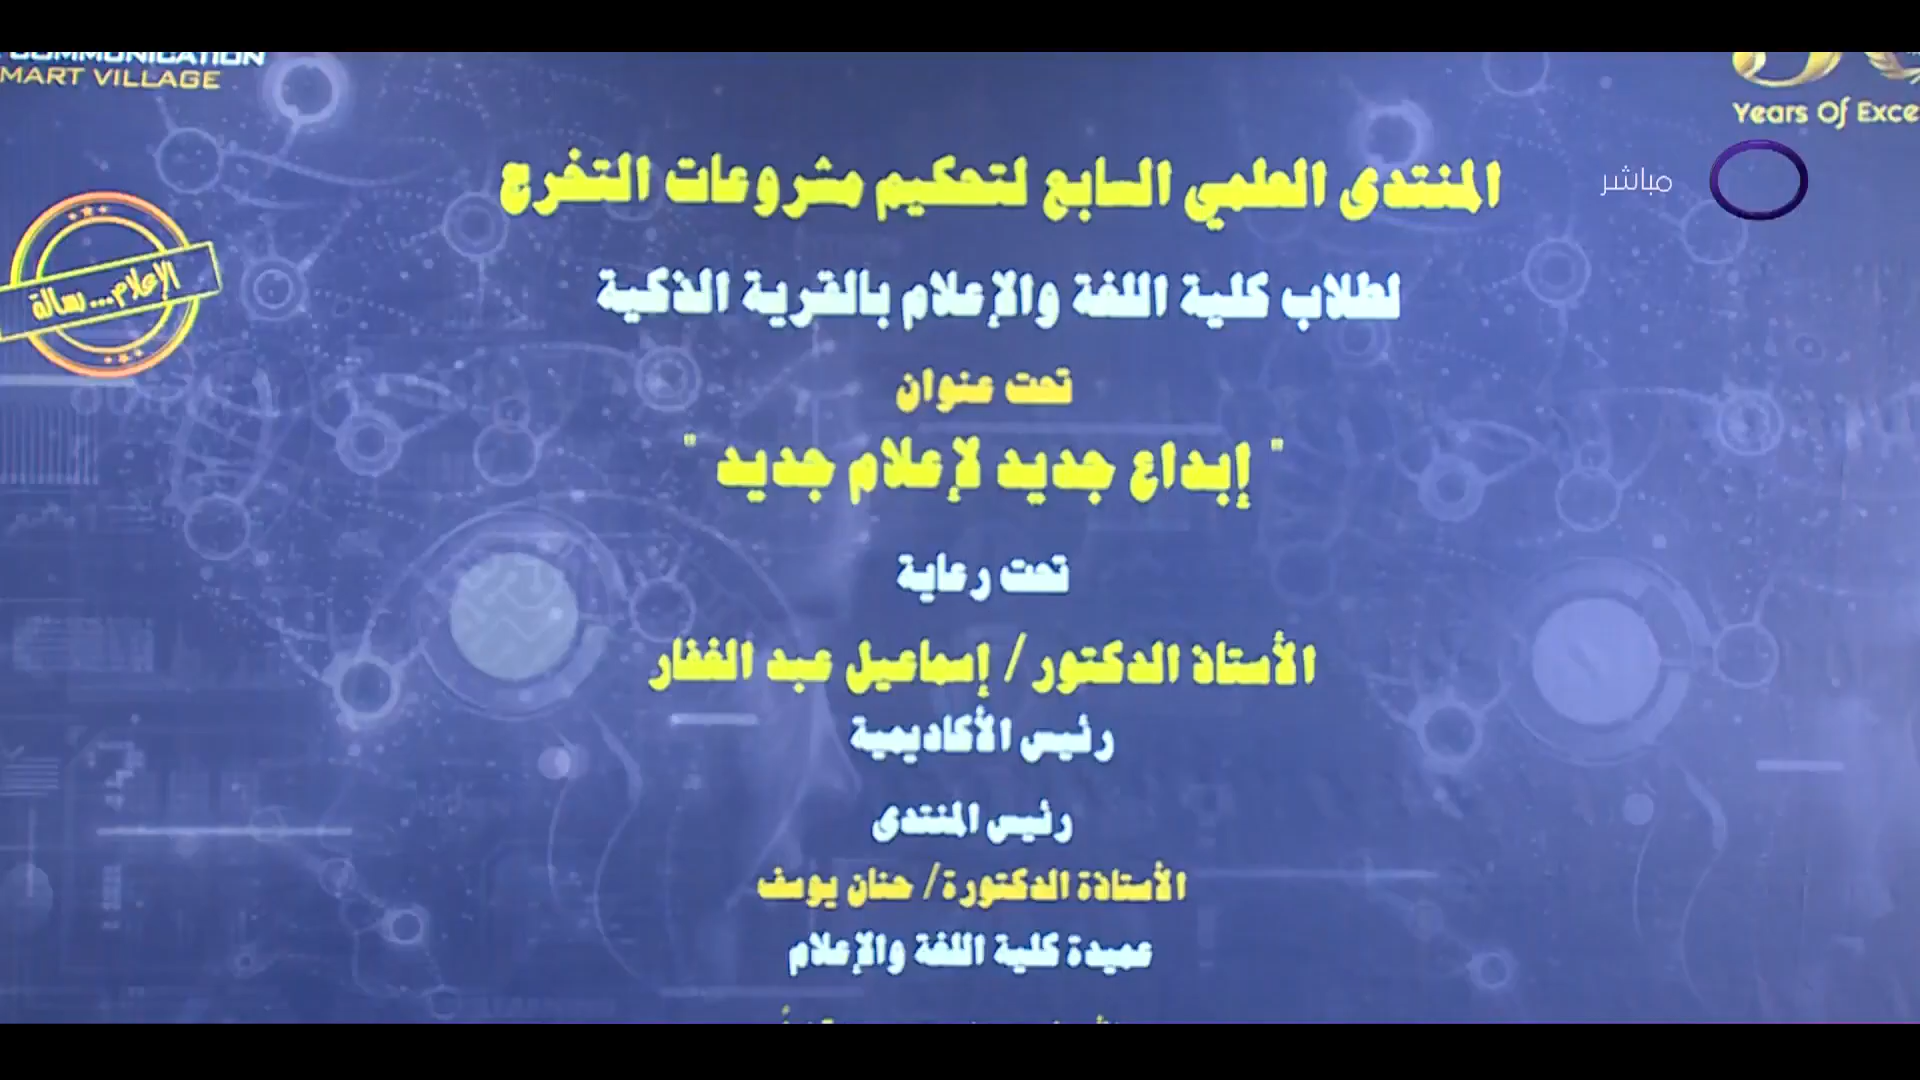 COMMUNICATION
MART VILLAGE
Years Of Exce
مباشر
المنتدى العلمي السابع لتحكيم مشروعات التخرج
الإعلام... رسالة
لطلاب كلية اللغة والإعلام بالقرية الذكية
تحت عنوان
" إبداع جديد لإعلام جديد "
تحت رعاية
الأستاذ الدكتور / إسماعيل عبد الغفار
رئيس الأكاديمية
رئيس المنتدى
الأستاذة الدكتورة / حنان يوسف
عميدة كلية اللغة والإعلام